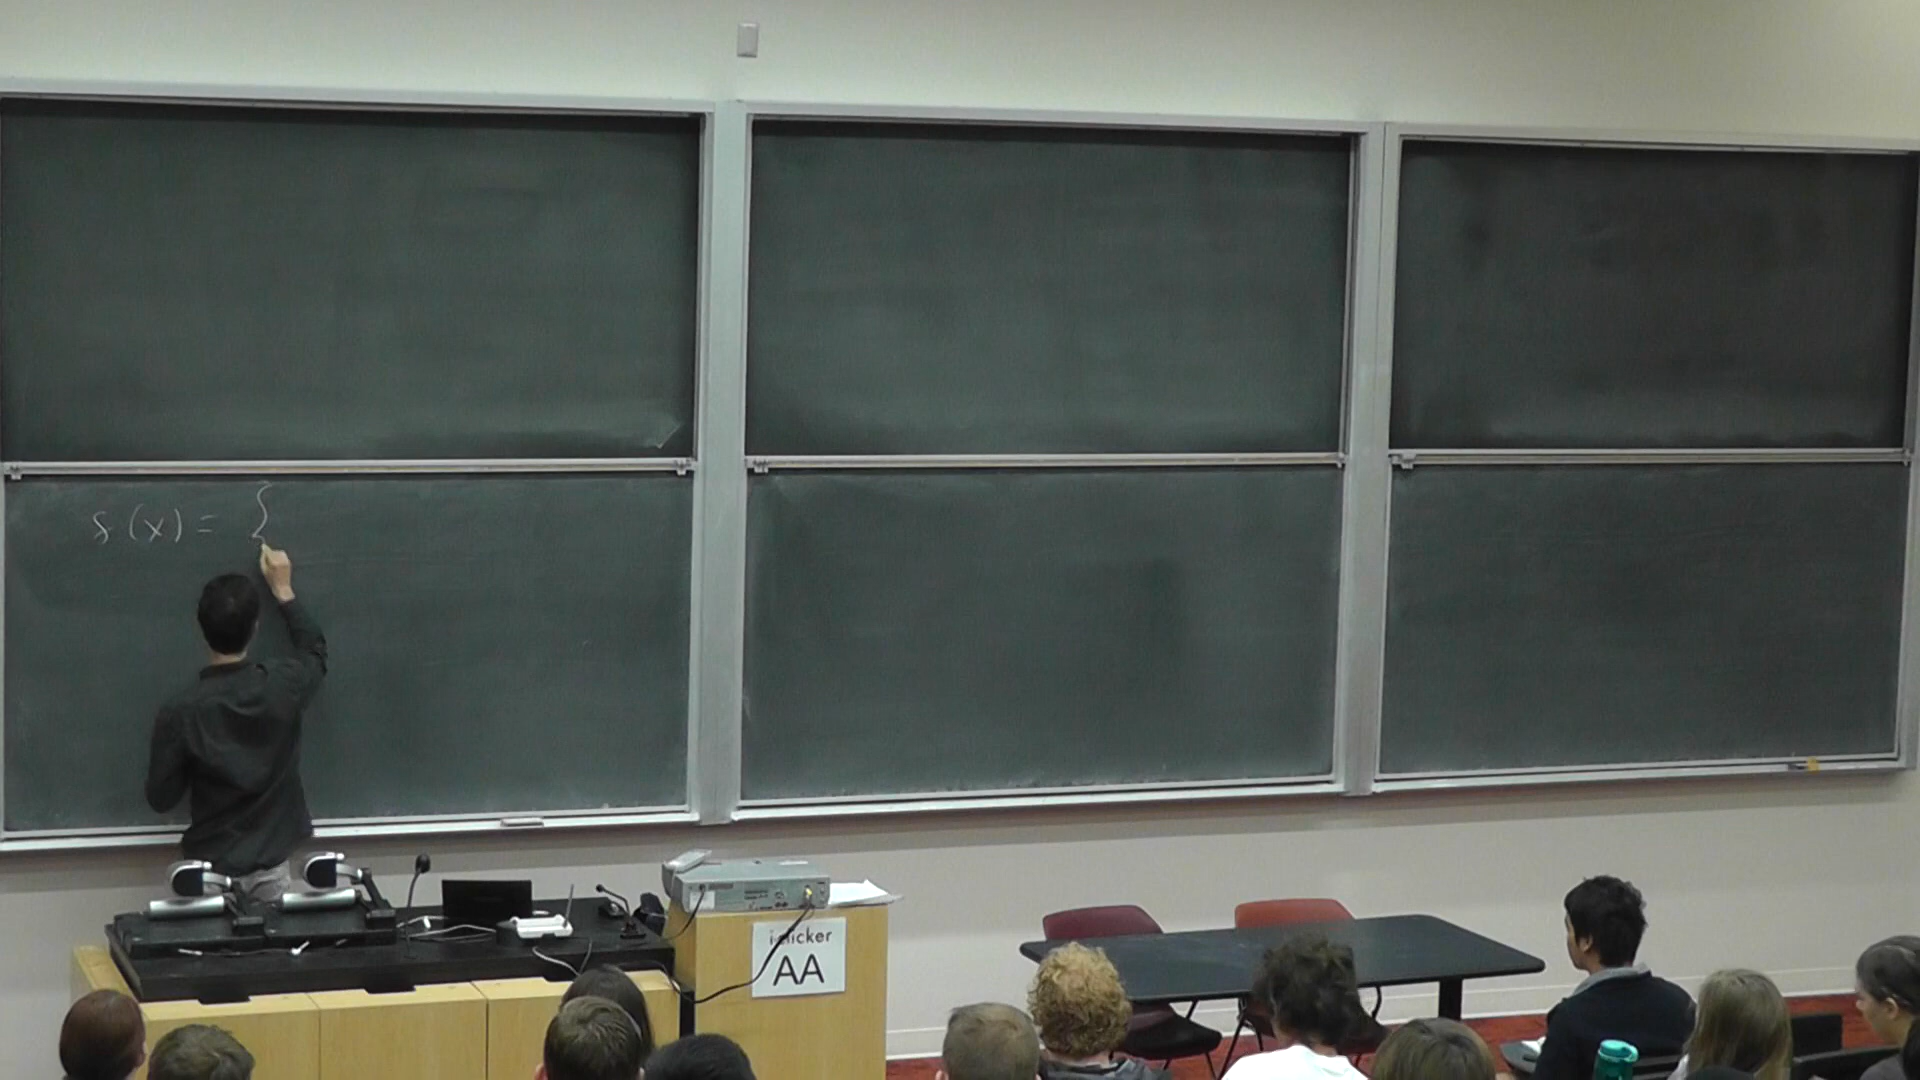 f(x) = {
i>clicker
AA